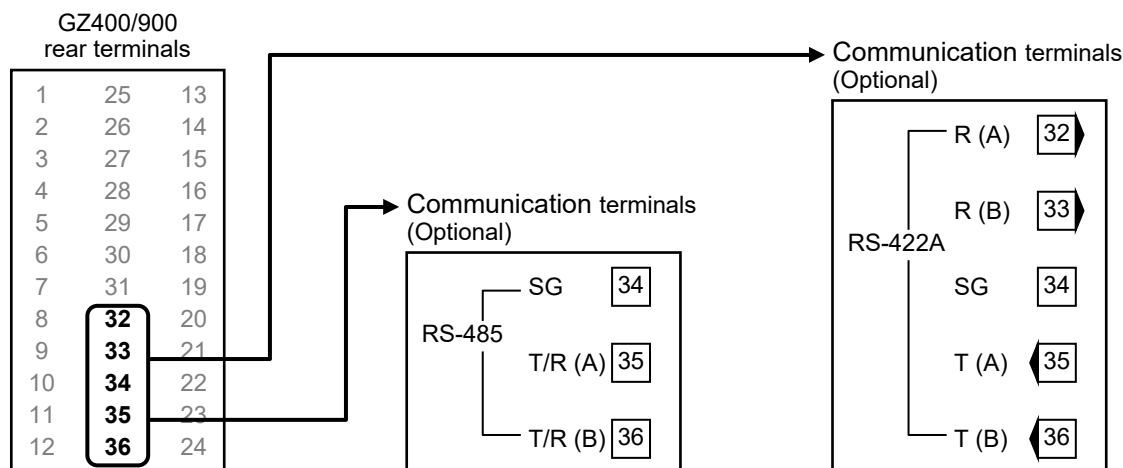 GZ400/900
rear terminals
1 25 13
2 26 14
3 27 15
4 28 16
5 29 17
6 30 18
7 31 19
8 32 20
9 33 21
10 34 22
11 35 23
12 36 24
Communication terminals
(Optional)
RS-485
SG 34
T/R (A) 35
T/R (B) 36
Communication terminals
(Optional)
RS-422A
R (A) 32
R (B) 33
SG 34
T (A) 35
T (B) 36